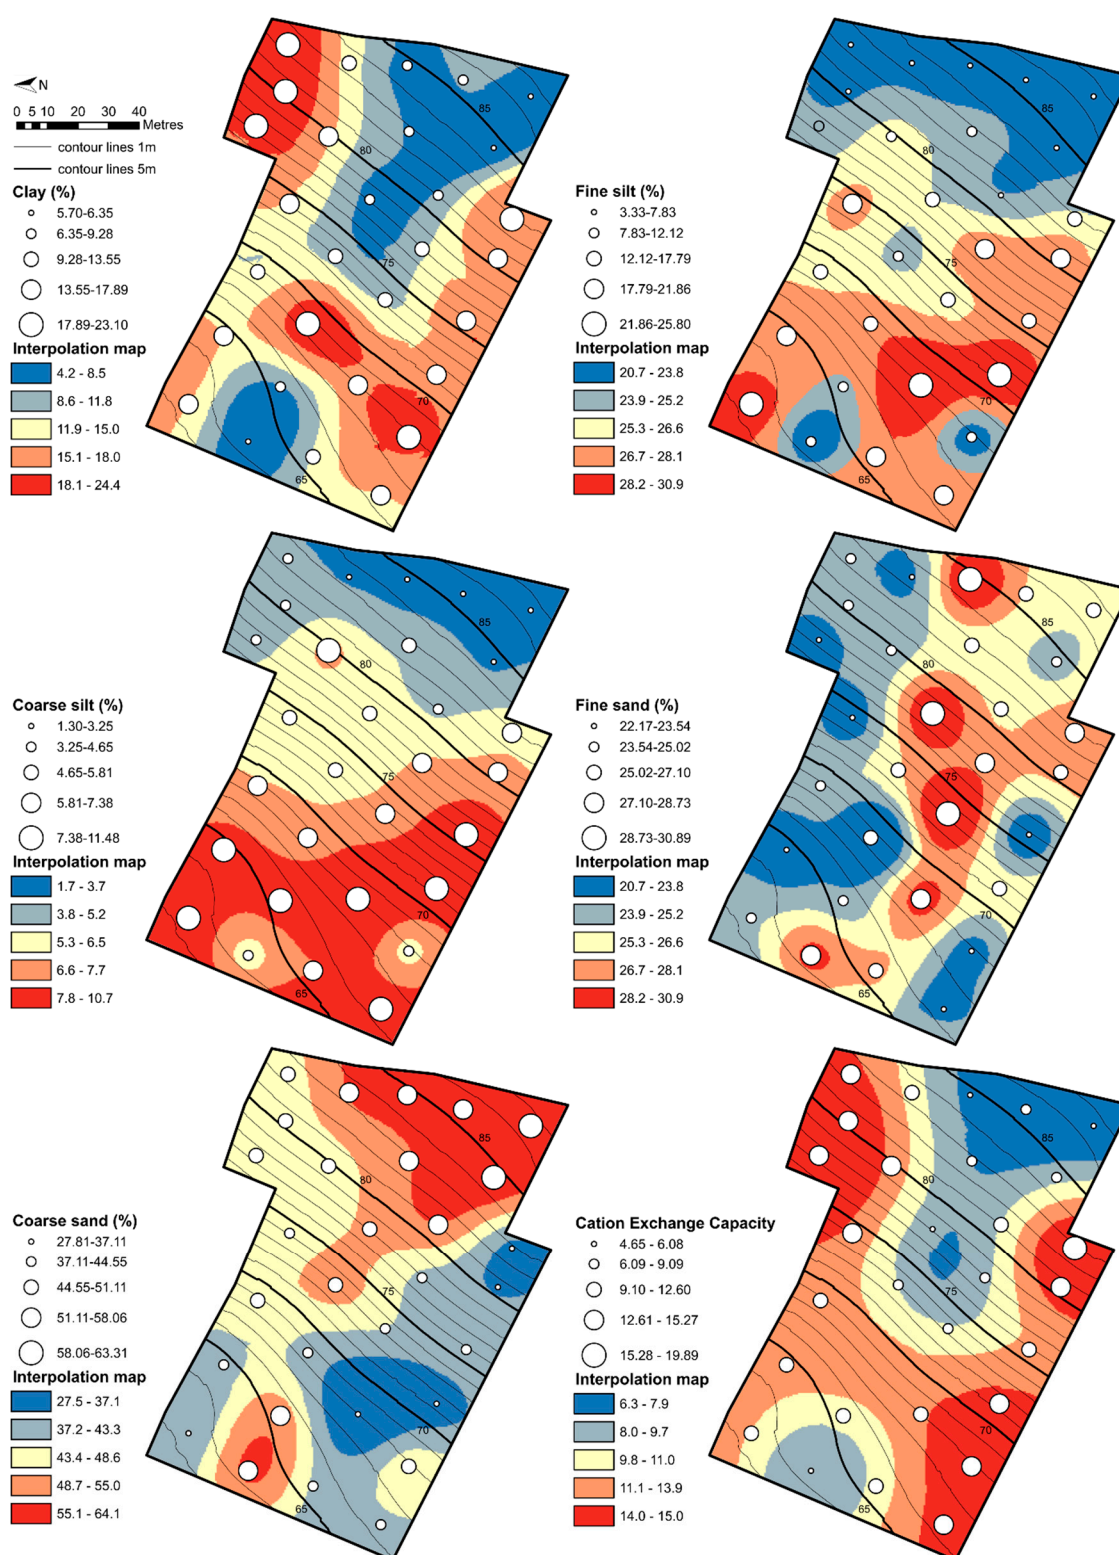 N
0 5 10 20 30 40
Metres
contour lines 1m
contour lines 5m
Clay (%)
5.70-6.35
6.35-9.28
9.28-13.55
13.55-17.89
17.89-23.10
Interpolation map
4.2 - 8.5
8.6 - 11.8
11.9 - 15.0
15.1 - 18.0
18.1 - 24.4
85
80
75
70
65
Fine silt (%)
3.33-7.83
7.83-12.12
12.12-17.79
17.79-21.86
21.86-25.80
Interpolation map
20.7 - 23.8
23.9 - 25.2
25.3 - 26.6
26.7 - 28.1
28.2 - 30.9
85
80
75
70
65
Coarse silt (%)
1.30-3.25
3.25-4.65
4.65-5.81
5.81-7.38
7.38-11.48
Interpolation map
1.7 - 3.7
3.8 - 5.2
5.3 - 6.5
6.6 - 7.7
7.8 - 10.7
85
80
75
70
65
Fine sand (%)
22.17-23.54
23.54-25.02
25.02-27.10
27.10-28.73
28.73-30.89
Interpolation map
20.7 - 23.8
23.9 - 25.2
25.3 - 26.6
26.7 - 28.1
28.2 - 30.9
85
80
75
70
65
Coarse sand (%)
27.81-37.11
37.11-44.55
44.55-51.11
51.11-58.06
58.06-63.31
Interpolation map
27.5 - 37.1
37.2 - 43.3
43.4 - 48.6
48.7 - 55.0
55.1 - 64.1
85
80
75
70
65
Cation Exchange Capacity
4.65 - 6.08
6.09 - 9.09
9.10 - 12.60
12.61 - 15.27
15.28 - 19.89
Interpolation map
6.3 - 7.9
8.0 - 9.7
9.8 - 11.0
11.1 - 13.9
14.0 - 15.0
85
80
75
70
65